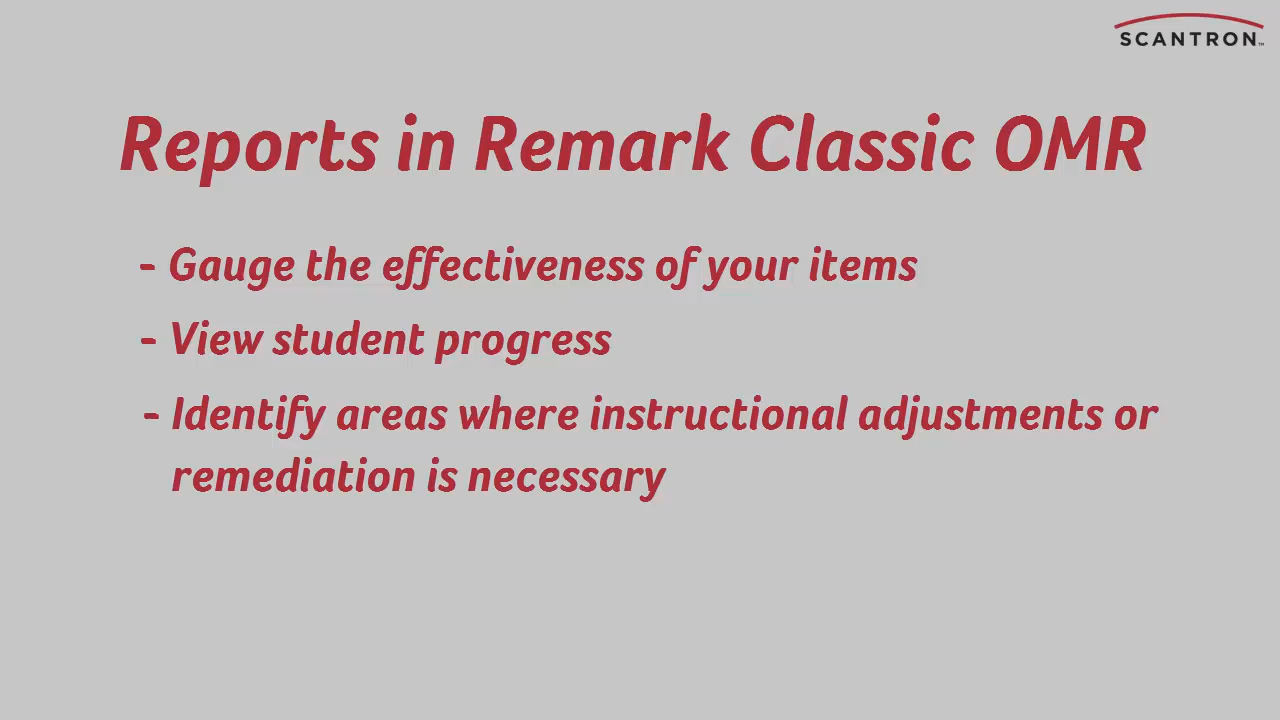 SCANTRON™
Reports in Remark Classic OMR
- Gauge the effectiveness of your items
- View student progress
- Identify areas where instructional adjustments or
remediation is necessary